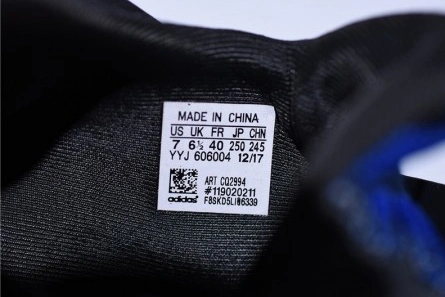 MADE IN CHINA
US UK FR JP CHN
7 6½ 40 250 245
YYJ 606004 12/17
ART CQ2994
#119020211
adidas F8SKD5LI86339